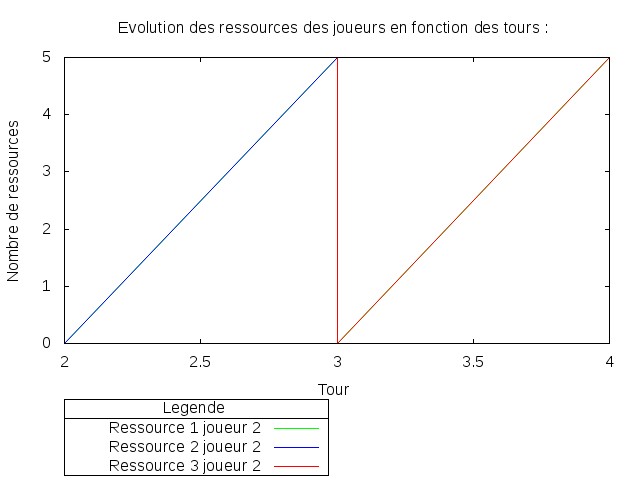 Evolution des ressources des joueurs en fonction des tours :
5
4
3
2
1
0
Nombre de ressources
2
2.5
3
3.5
4
Tour
Legende
Ressource 1 joueur 2
Ressource 2 joueur 2
Ressource 3 joueur 2